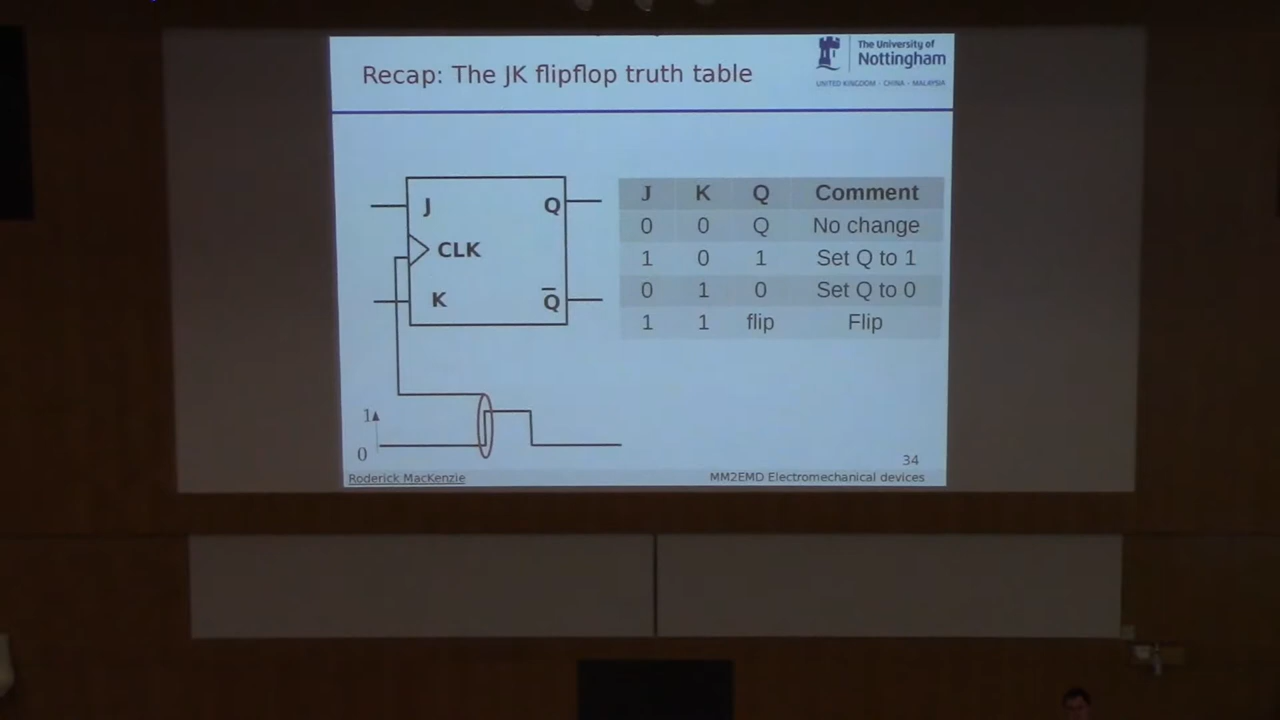 Recap: The JK flipflop truth table
The University of
Nottingham
UNITED KINGDOM · CHINA · MALAYSIA
J Q
CLK
K Q̅
J K Q Comment
0 0 Q No change
1 0 1 Set Q to 1
0 1 0 Set Q to 0
1 1 flip Flip
1
0
34
Roderick MacKenzie
MM2EMD Electromechanical devices